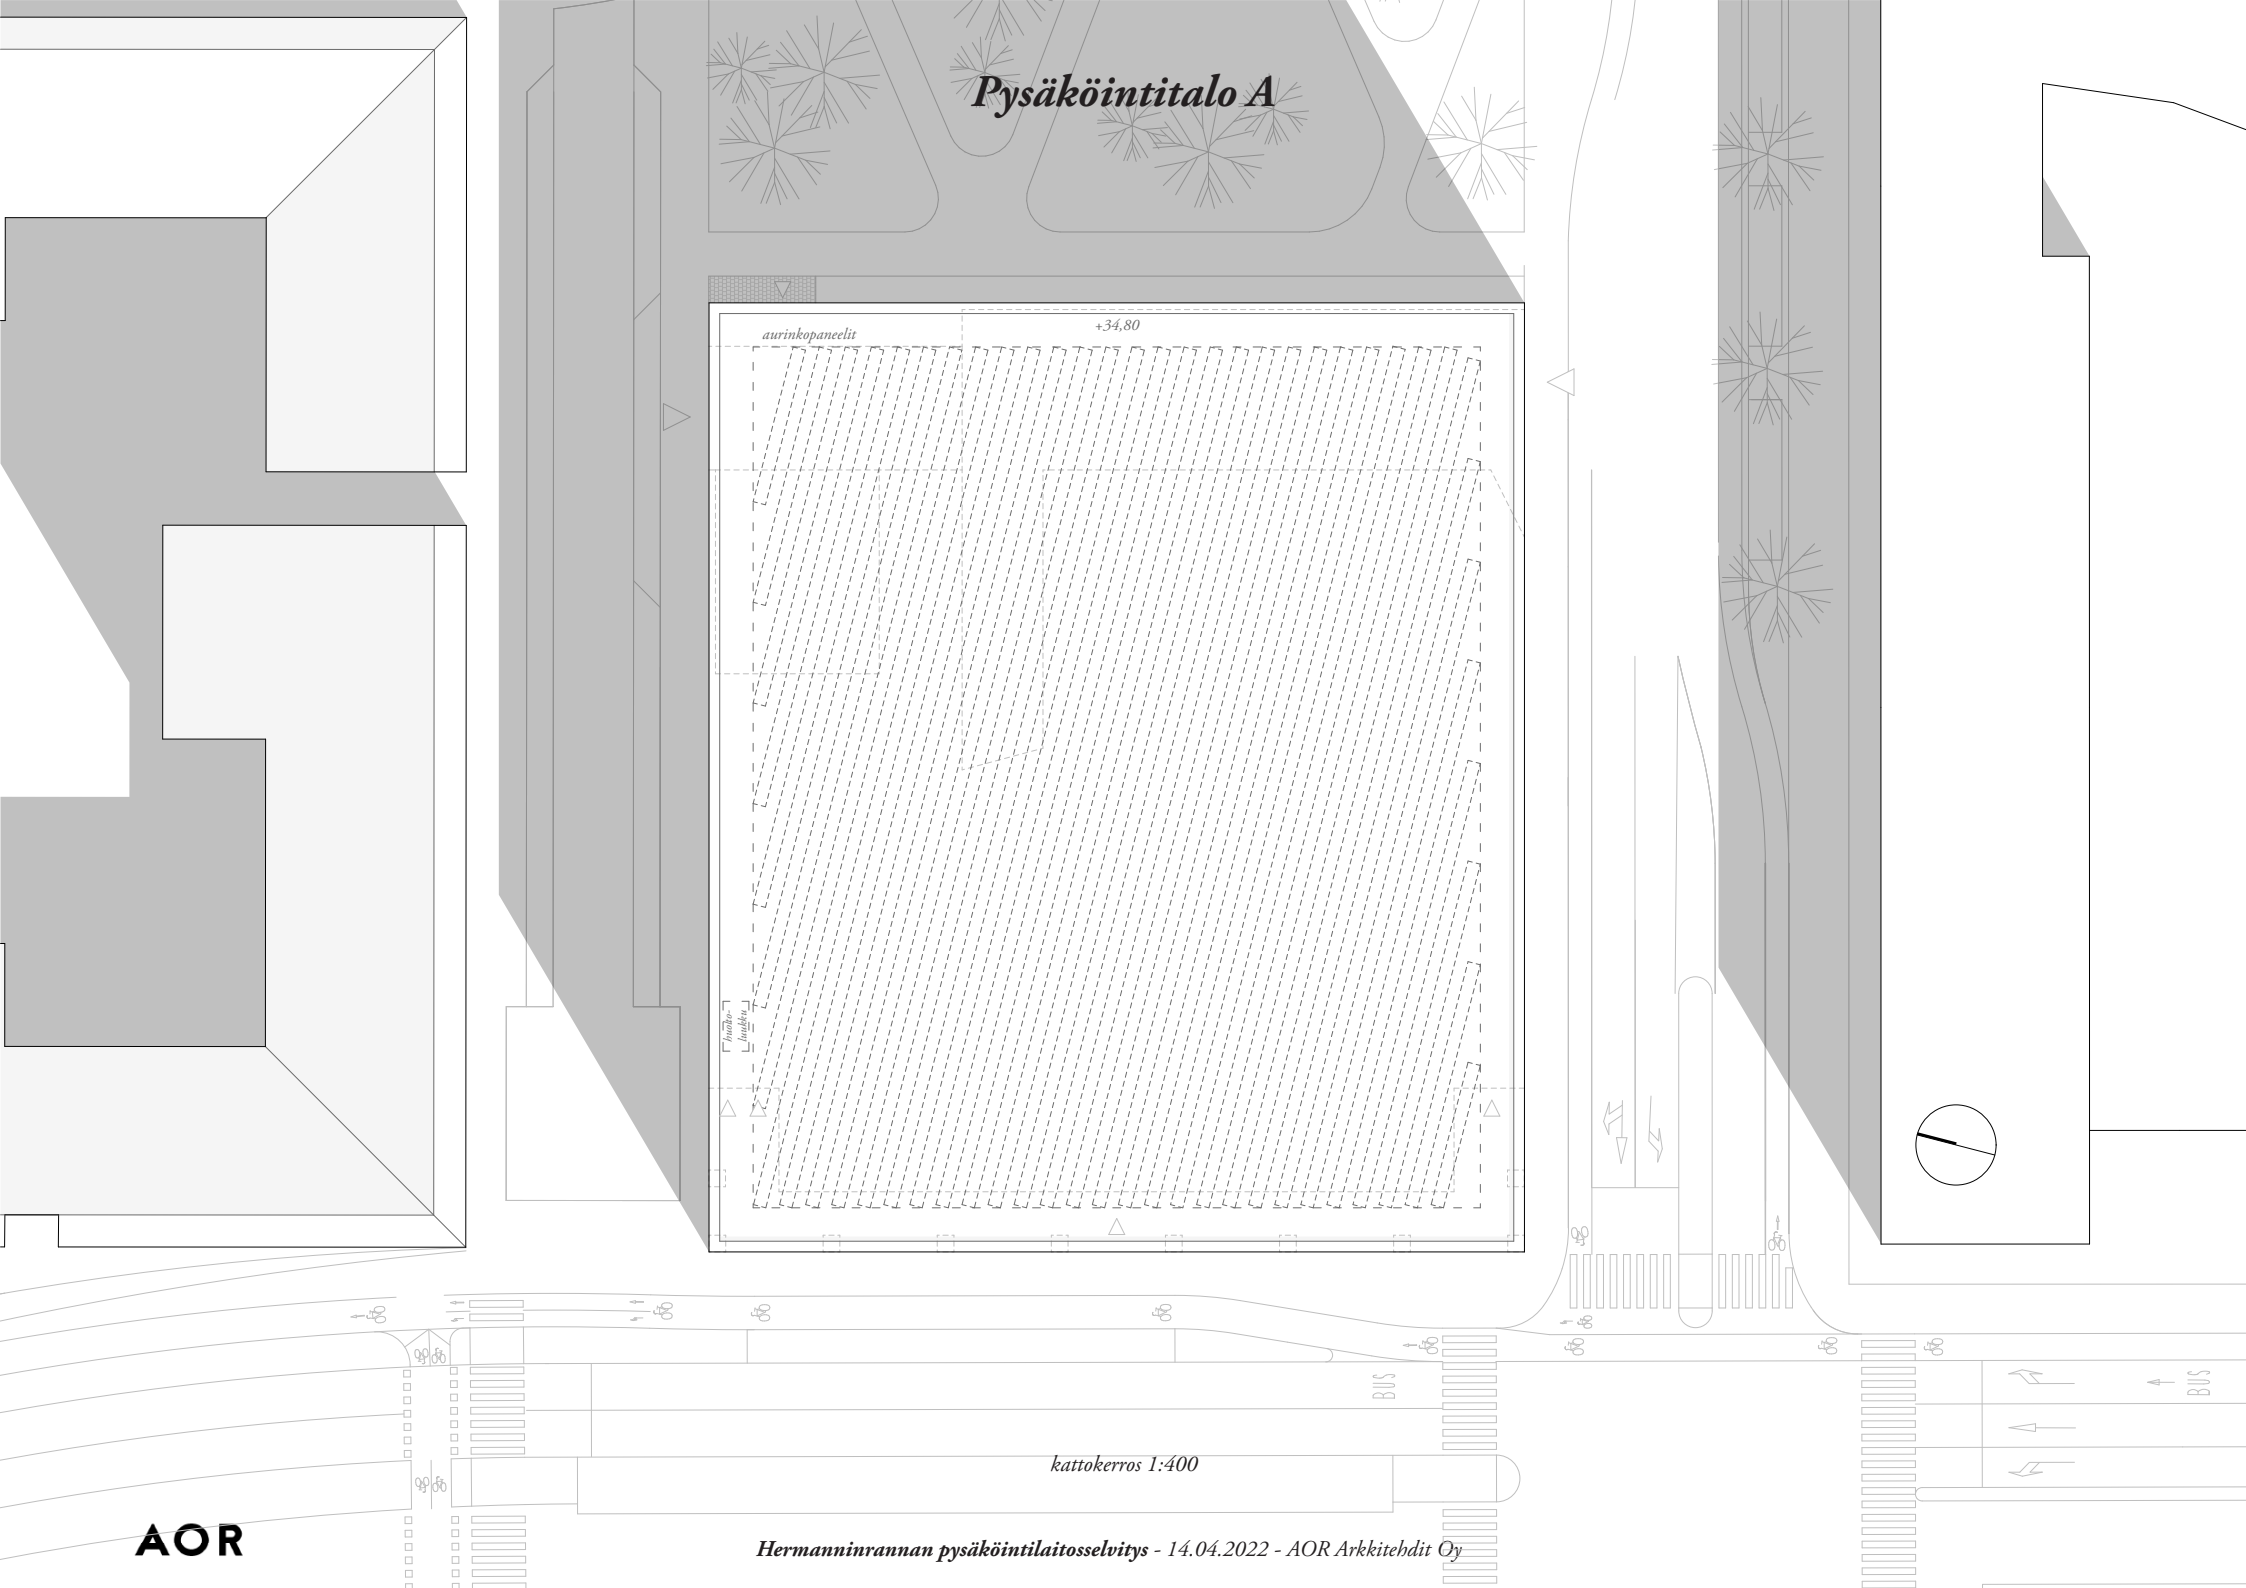 Pysäköintitalo A
aurinkopaneelit
+34,80
huolto-
luukku
BUS
BUS
kattokerros 1:400
AOR
Hermanninrannan pysäköintilaitosselvitys - 14.04.2022 - AOR Arkkitehdit Oy